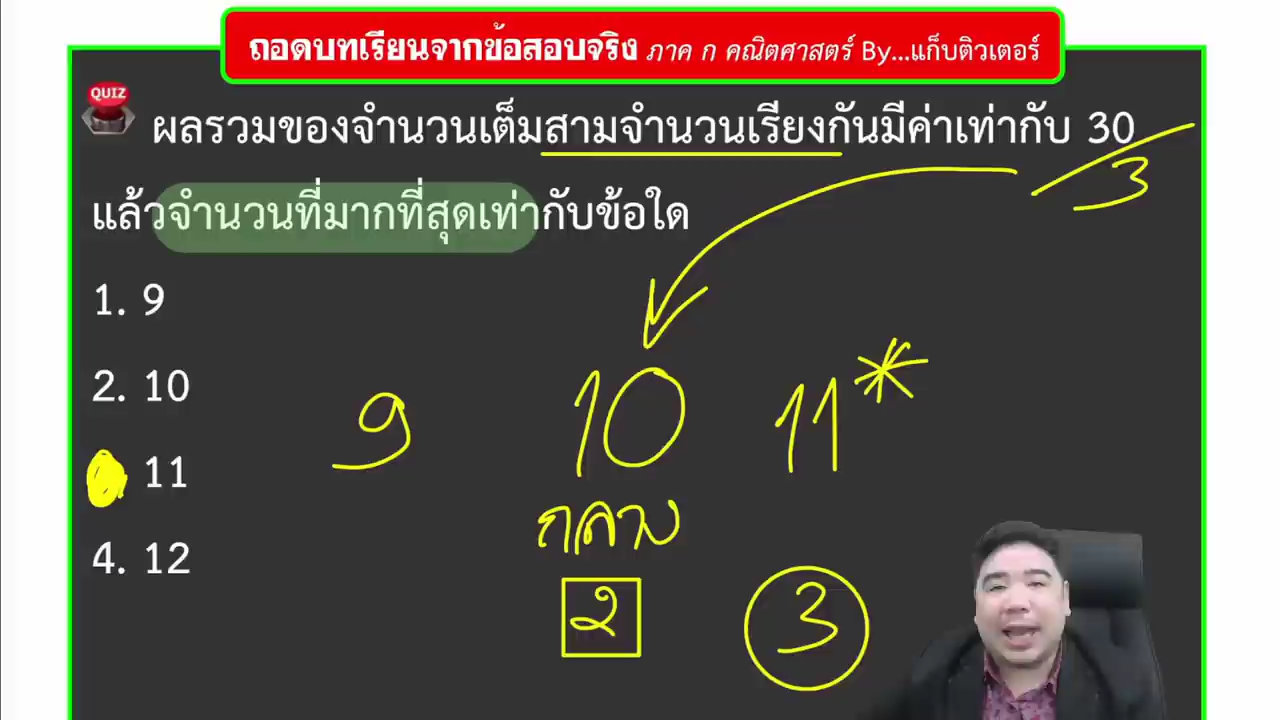 ถอดบทเรียนจากข้อสอบจริง ภาค ก คณิตศาสตร์ By...แก็บติวเตอร์
QUIZ
ผลรวมของจำนวนเต็มสามจำนวนเรียงกันมีค่าเท่ากับ 30
3
แล้วจำนวนที่มากที่สุดเท่ากับข้อใด
1. 9
2. 10
11
4. 12
9 10 11*
กลาง
2 3